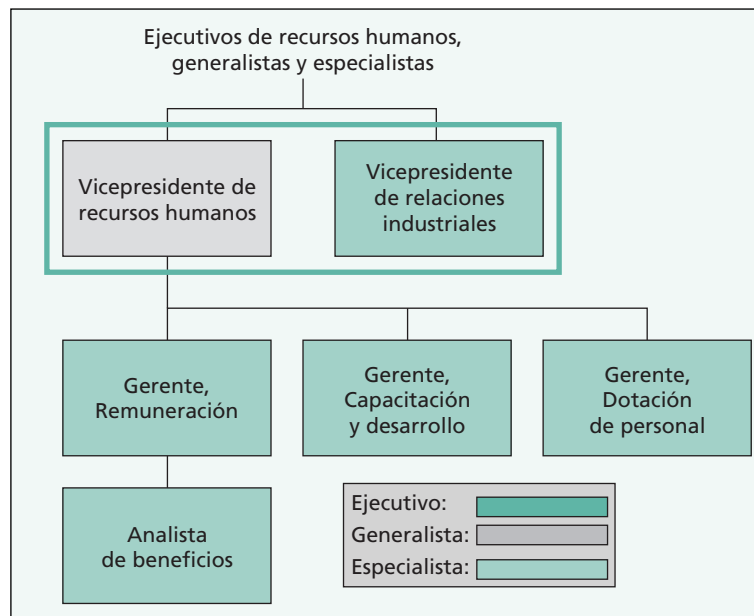 Ejecutivos de recursos humanos,
generalistas y especialistas
Vicepresidente de
recursos humanos
Vicepresidente
de relaciones
industriales
Gerente,
Remuneración
Gerente,
Capacitación
y desarrollo
Gerente,
Dotación
de personal
Analista
de beneficios
Ejecutivo:
Generalista:
Especialista: